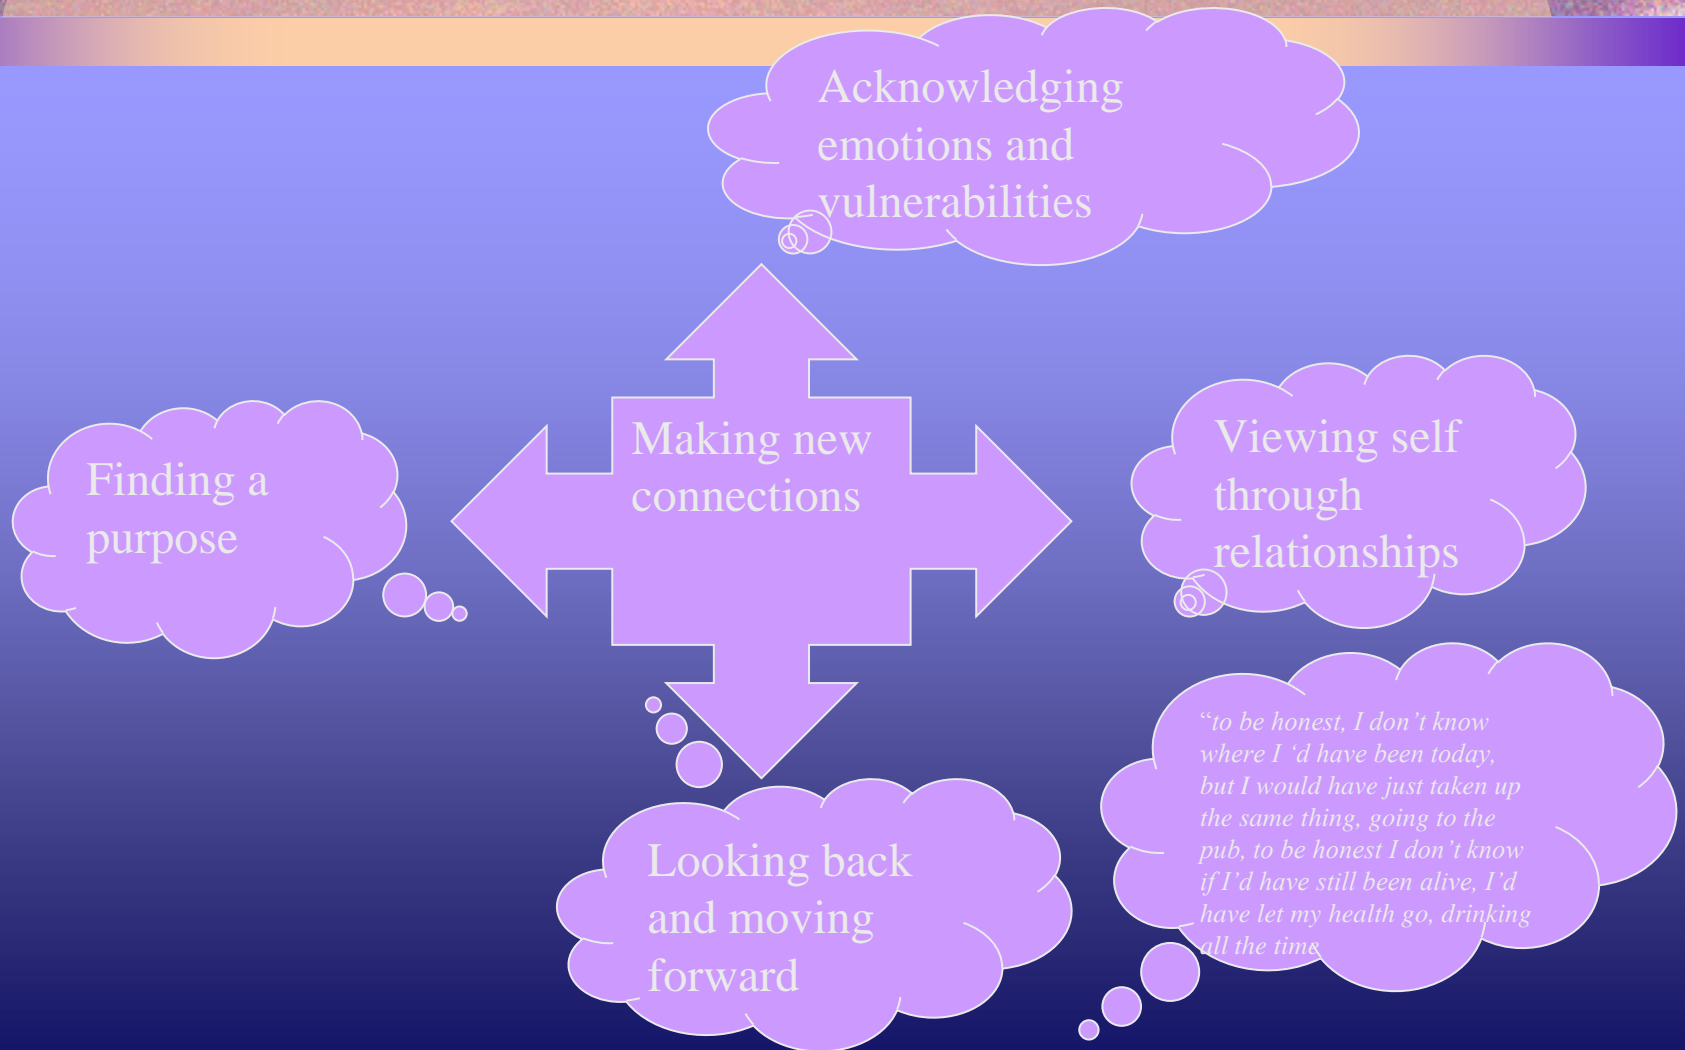 Acknowledging
emotions and
vulnerabilities
Making new
connections
Finding a
purpose
Viewing self
through
relationships
Looking back
and moving
forward
“to be honest, I don’t know
where I ‘d have been today,
but I would have just taken up
the same thing, going to the
pub, to be honest I don’t know
if I’d have still been alive, I’d
have let my health go, drinking
all the time